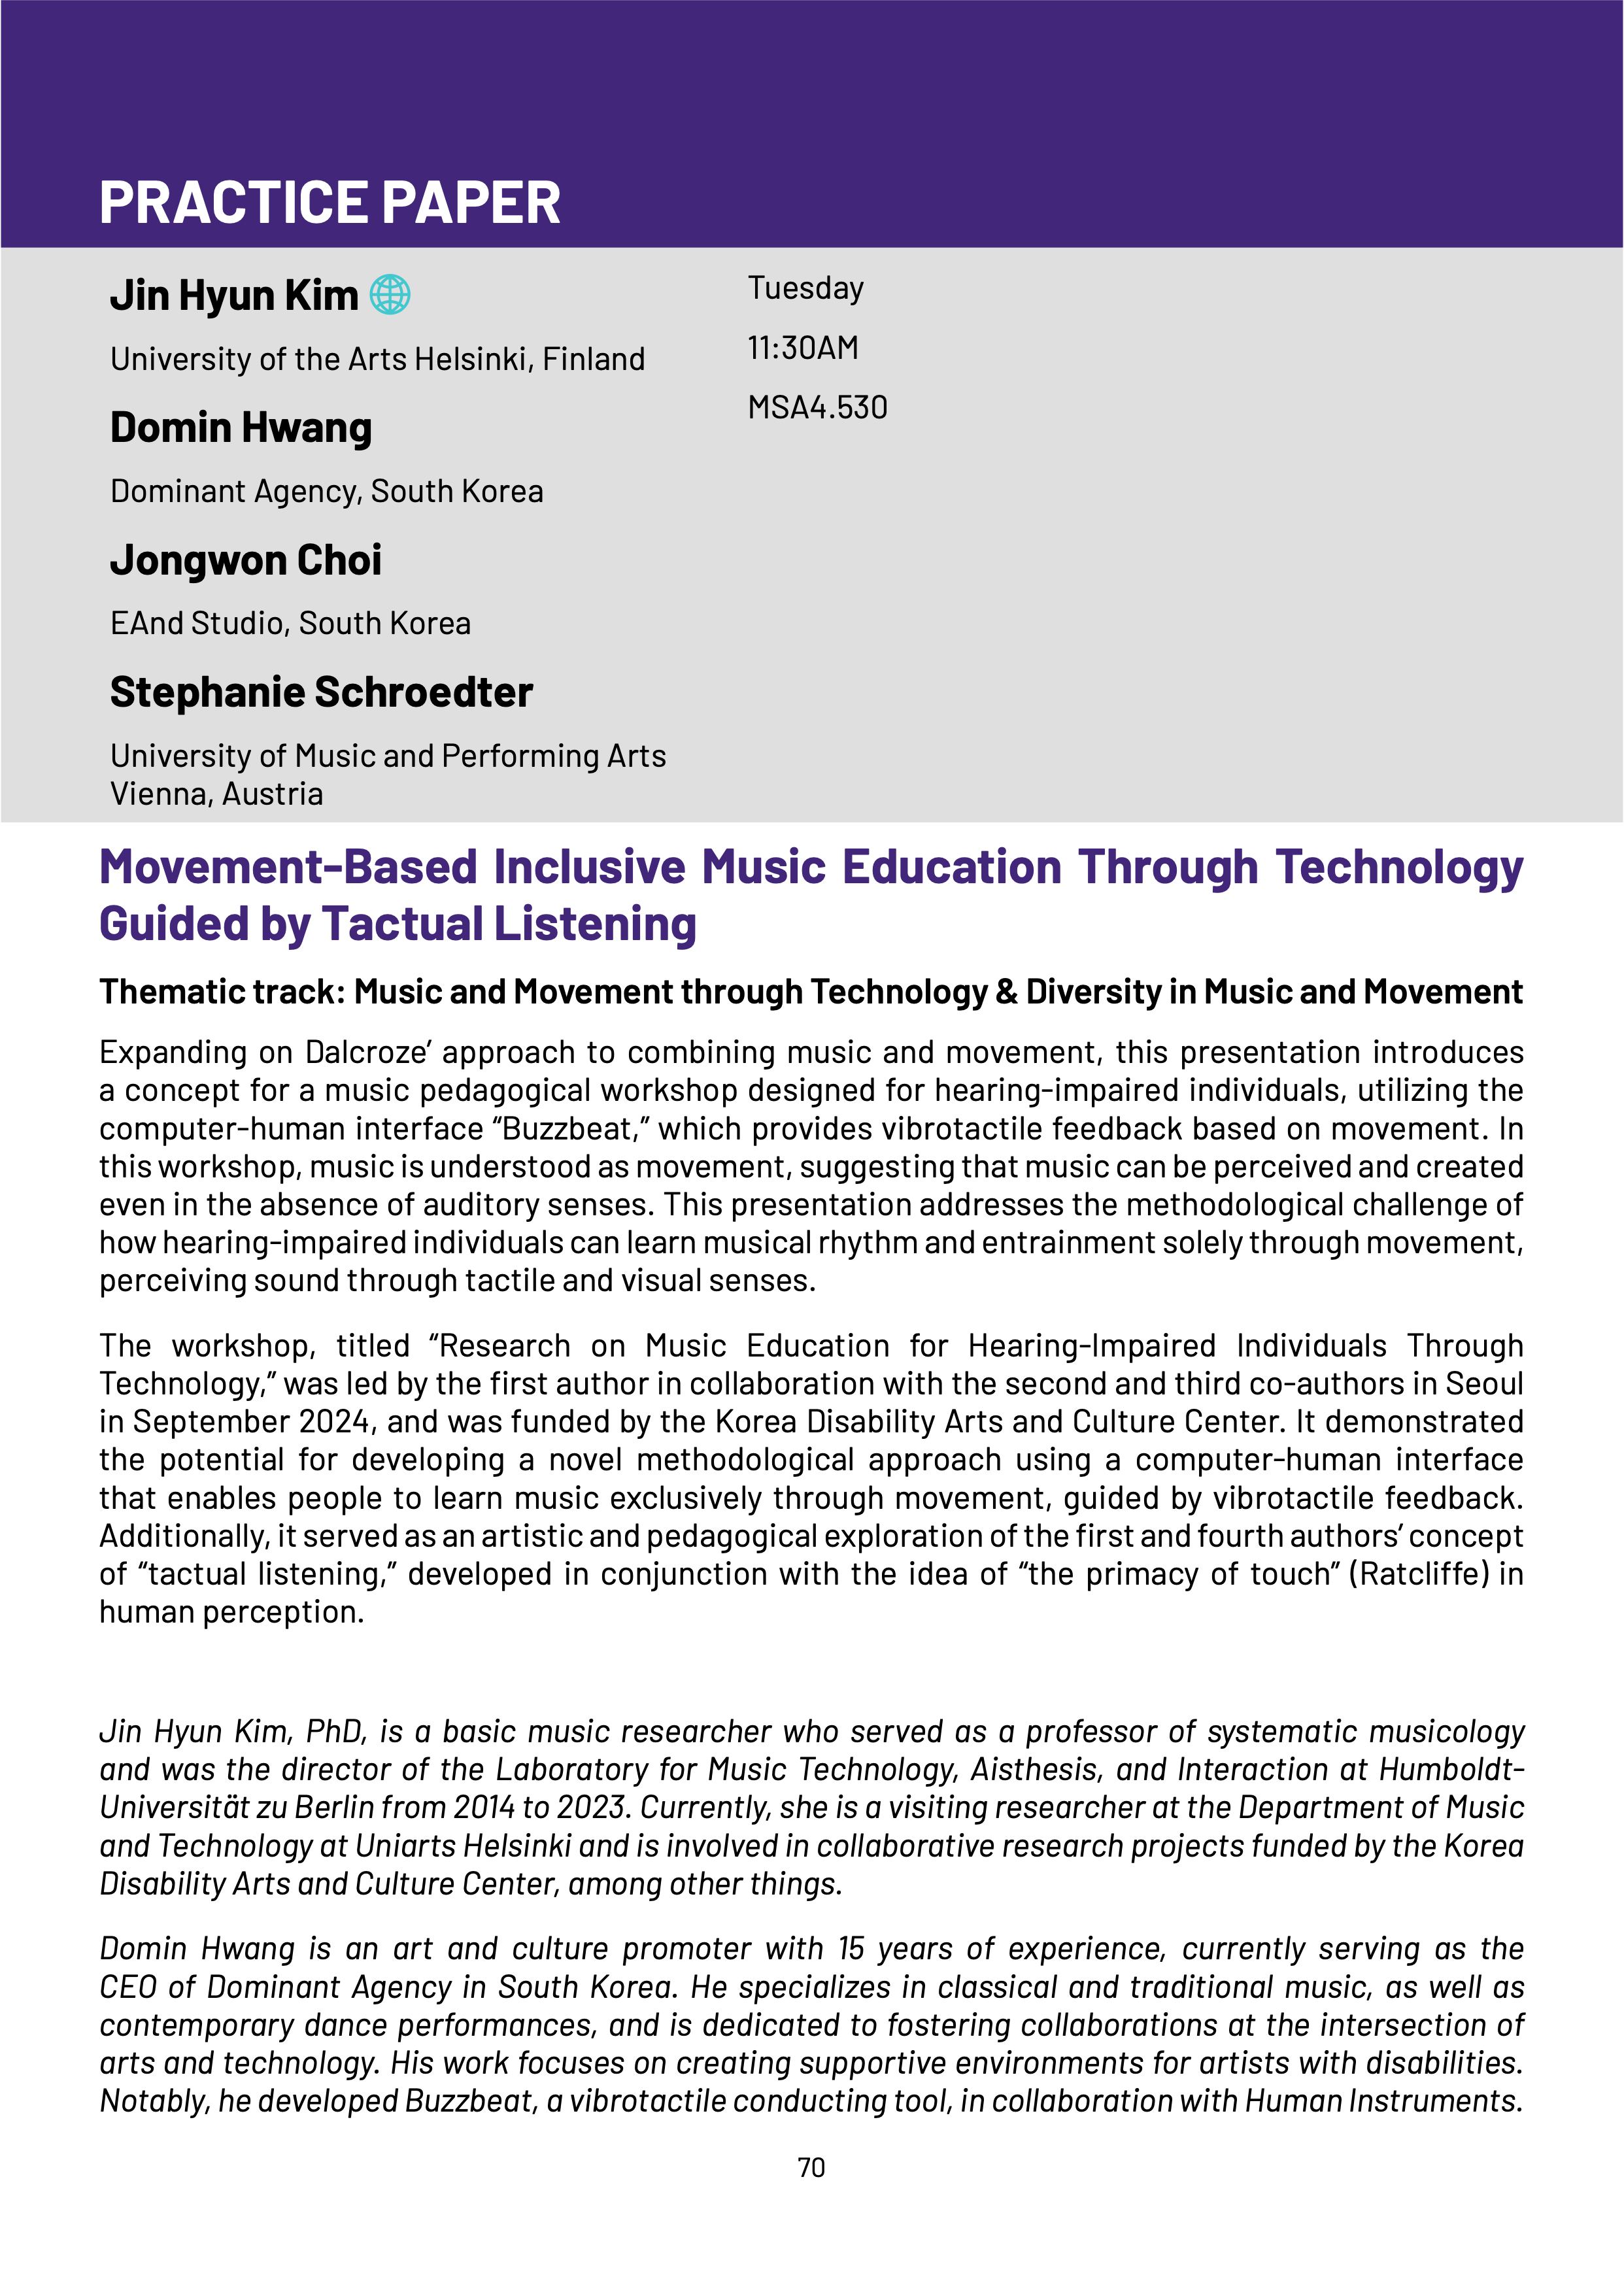 PRACTICE PAPER
Jin Hyun Kim
University of the Arts Helsinki, Finland
Domin Hwang
Dominant Agency, South Korea
Jongwon Choi
EAnd Studio, South Korea
Stephanie Schroedter
University of Music and Performing Arts
Vienna, Austria
Tuesday
11:30AM
MSA4.530
Movement-Based Inclusive Music Education Through Technology
Guided by Tactual Listening
Thematic track: Music and Movement through Technology & Diversity in Music and Movement
Expanding on Dalcroze’ approach to combining music and movement, this presentation introduces
a concept for a music pedagogical workshop designed for hearing-impaired individuals, utilizing the
computer-human interface “Buzzbeat,” which provides vibrotactile feedback based on movement. In
this workshop, music is understood as movement, suggesting that music can be perceived and created
even in the absence of auditory senses. This presentation addresses the methodological challenge of
how hearing-impaired individuals can learn musical rhythm and entrainment solely through movement,
perceiving sound through tactile and visual senses.
The workshop, titled “Research on Music Education for Hearing-Impaired Individuals Through
Technology,” was led by the first author in collaboration with the second and third co-authors in Seoul
in September 2024, and was funded by the Korea Disability Arts and Culture Center. It demonstrated
the potential for developing a novel methodological approach using a computer-human interface
that enables people to learn music exclusively through movement, guided by vibrotactile feedback.
Additionally, it served as an artistic and pedagogical exploration of the first and fourth authors’ concept
of “tactual listening,” developed in conjunction with the idea of “the primacy of touch” (Ratcliffe) in
human perception.
Jin Hyun Kim, PhD, is a basic music researcher who served as a professor of systematic musicology
and was the director of the Laboratory for Music Technology, Aisthesis, and Interaction at Humboldt-
Universität zu Berlin from 2014 to 2023. Currently, she is a visiting researcher at the Department of Music
and Technology at Uniarts Helsinki and is involved in collaborative research projects funded by the Korea
Disability Arts and Culture Center, among other things.
Domin Hwang is an art and culture promoter with 15 years of experience, currently serving as the
CEO of Dominant Agency in South Korea. He specializes in classical and traditional music, as well as
contemporary dance performances, and is dedicated to fostering collaborations at the intersection of
arts and technology. His work focuses on creating supportive environments for artists with disabilities.
Notably, he developed Buzzbeat, a vibrotactile conducting tool, in collaboration with Human Instruments.
70